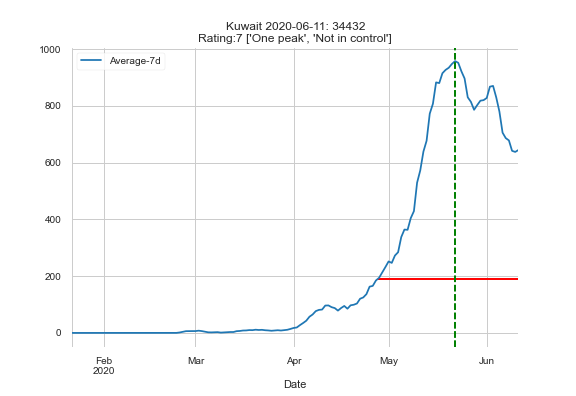 Kuwait 2020-06-11: 34432
Rating:7 ['One peak', 'Not in control']
Average-7d
1000
800
600
400
200
0
Feb
2020
Mar
Apr
May
Jun
Date